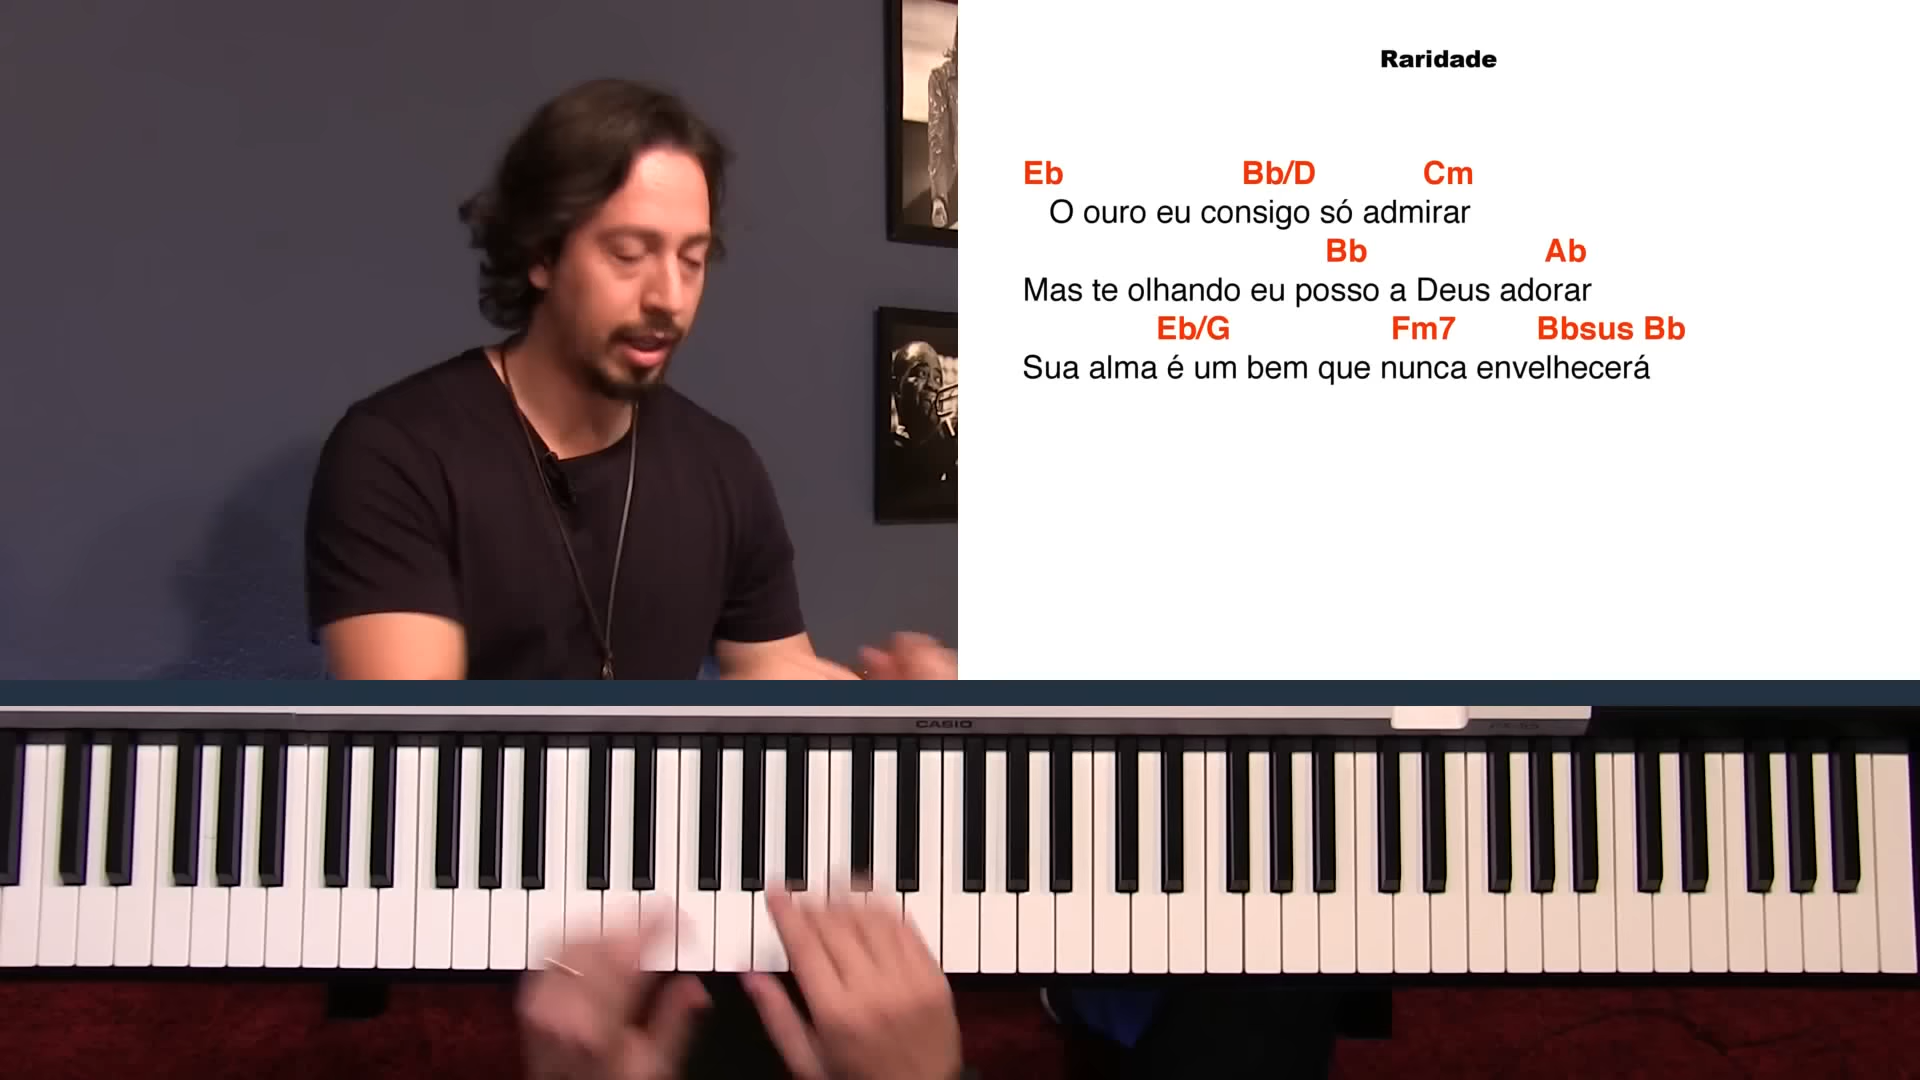 Raridade
Eb Bb/D Cm
O ouro eu consigo só admirar
Bb Ab
Mas te olhando eu posso a Deus adorar
Eb/G Fm7 Bbsus Bb
Sua alma é um bem que nunca envelhecerá
CASIO